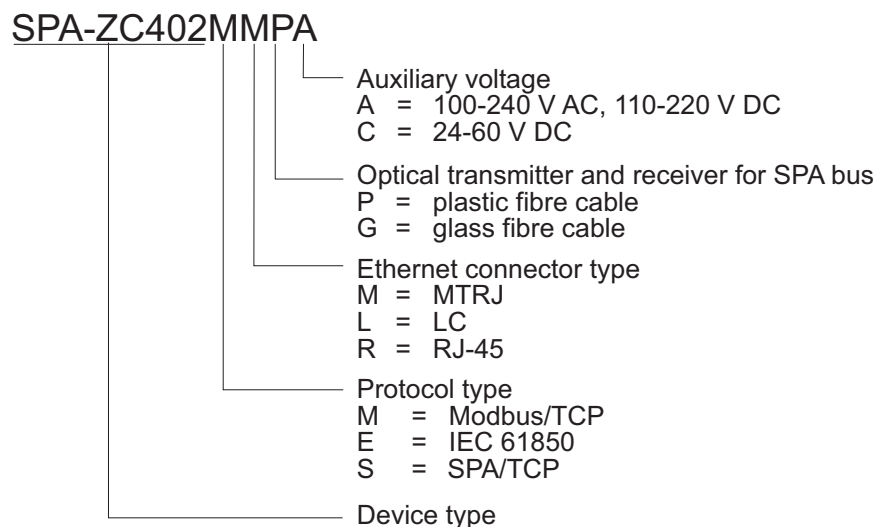 SPA-ZC402MMPA
Auxiliary voltage
A = 100-240 V AC, 110-220 V DC
C = 24-60 V DC
Optical transmitter and receiver for SPA bus
P = plastic fibre cable
G = glass fibre cable
Ethernet connector type
M = MTRJ
L = LC
R = RJ-45
Protocol type
M = Modbus/TCP
E = IEC 61850
S = SPA/TCP
Device type